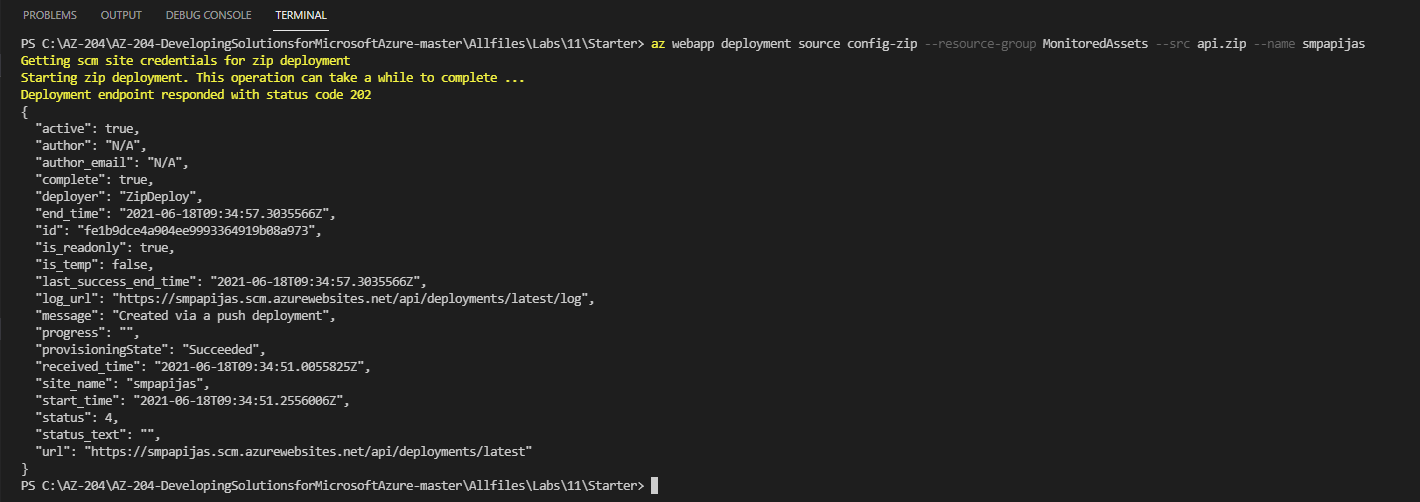 PROBLEMS OUTPUT DEBUG CONSOLE TERMINAL
PS C:\AZ-204\AZ-204-DevelopingSolutionsforMicrosoftAzure-master\Allfiles\Labs\11\Starter> az webapp deployment source config-zip --resource-group MonitoredAssets --src api.zip --name smpapijas
Getting scm site credentials for zip deployment
Starting zip deployment. This operation can take a while to complete ...
Deployment endpoint responded with status code 202
{
  "active": true,
  "author": "N/A",
  "author_email": "N/A",
  "complete": true,
  "deployer": "ZipDeploy",
  "end_time": "2021-06-18T09:34:57.3035566Z",
  "id": "fe1b9dce4a904ee9993364919b08a973",
  "is_readonly": true,
  "is_temp": false,
  "last_success_end_time": "2021-06-18T09:34:57.3035566Z",
  "log_url": "https://smpapijas.scm.azurewebsites.net/api/deployments/latest/log",
  "message": "Created via a push deployment",
  "progress": "",
  "provisioningState": "Succeeded",
  "received_time": "2021-06-18T09:34:51.0055825Z",
  "site_name": "smpapijas",
  "start_time": "2021-06-18T09:34:51.2556006Z",
  "status": 4,
  "status_text": "",
  "url": "https://smpapijas.scm.azurewebsites.net/api/deployments/latest"
}
PS C:\AZ-204\AZ-204-DevelopingSolutionsforMicrosoftAzure-master\Allfiles\Labs\11\Starter>